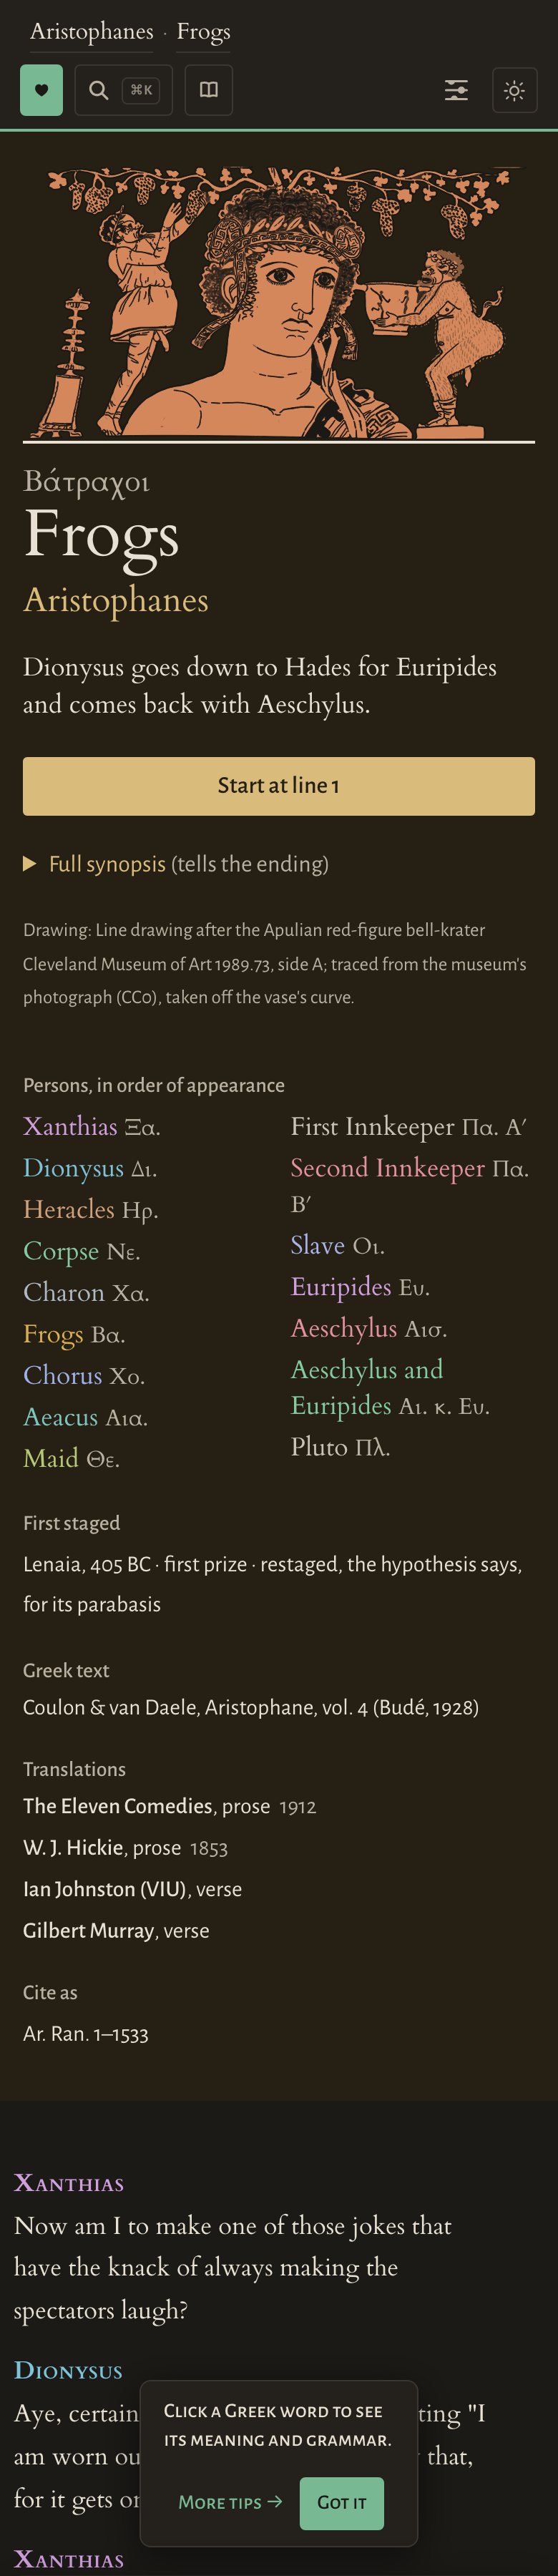 Aristophanes · Frogs
⌘K
Βάτραχοι
Frogs
Aristophanes
Dionysus goes down to Hades for Euripides
and comes back with Aeschylus.
Start at line 1
Full synopsis (tells the ending)
Drawing: Line drawing after the Apulian red-figure bell-krater
Cleveland Museum of Art 1989.73, side A; traced from the museum's
photograph (CC0), taken off the vase's curve.
Persons, in order of appearance
Xanthias Ξα.
Dionysus Δι.
Heracles Ηρ.
Corpse Νε.
Charon Χα.
Frogs Βα.
Chorus Χο.
Aeacus Αια.
Maid Θε.
First Innkeeper Πα. Α′
Second Innkeeper Πα.
Β′
Slave Οι.
Euripides Ευ.
Aeschylus Αισ.
Aeschylus and
Euripides Αι. κ. Ευ.
Pluto Πλ.
First staged
Lenaia, 405 BC · first prize · restaged, the hypothesis says,
for its parabasis
Greek text
Coulon & van Daele, Aristophane, vol. 4 (Budé, 1928)
Translations
The Eleven Comedies, prose 1912
W. J. Hickie, prose 1853
Ian Johnston (VIU), verse
Gilbert Murray, verse
Cite as
Ar. Ran. 1–1533
Xanthias
Now am I to make one of those jokes that
have the knack of always making the
spectators laugh?
Dionysus
Aye, "I
am worn that,
for it gets
Xanthias
Click a Greek word to see
its meaning and grammar.
More tips →
Got it